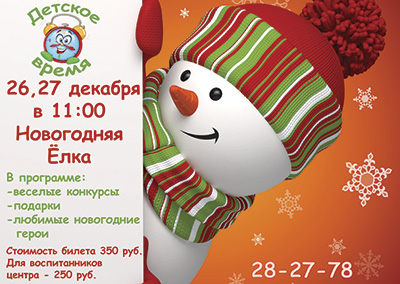 Детское
время
26,27 декабря
в 11:00
Новогодняя
Ёлка
В программе:
-веселые конкурсы
-подарки
-любимые новогодние
герои
Стоимость билета 350 руб.
Для воспитанников
центра - 250 руб.
28-27-78